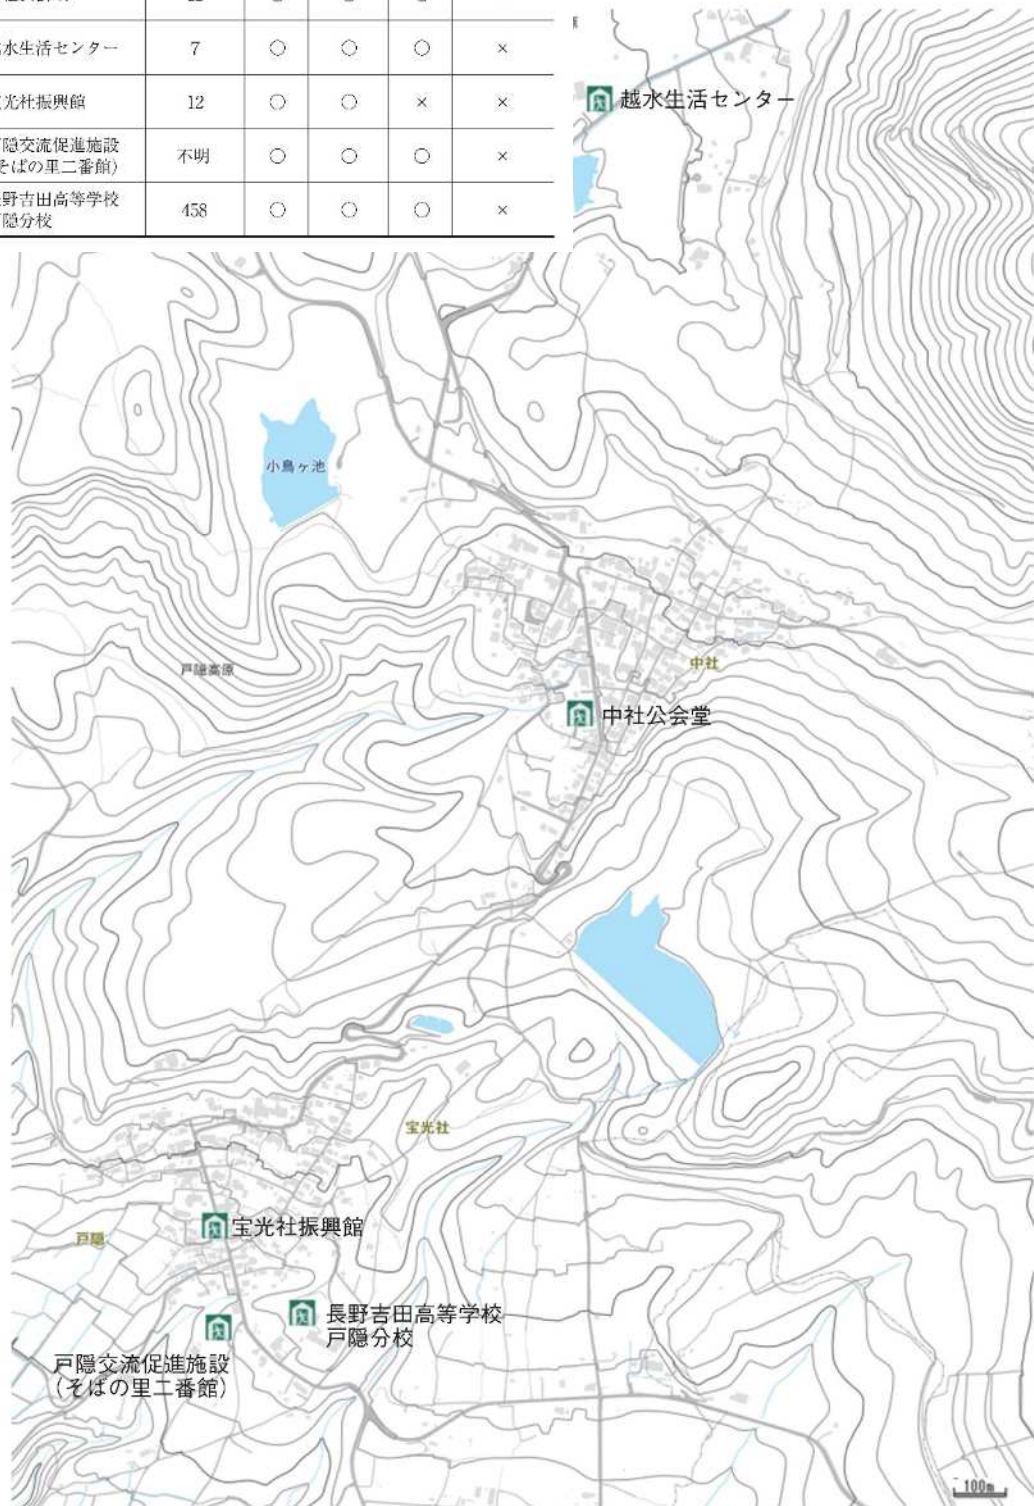 水生活センター 7 ○ ○ ○ ×
光社振興館 12 ○ ○ × ×
隠交流促進施設 不明 ○ ○ ○ ×
そばの里二番館)
野吉田高等学校 458 ○ ○ ○ ×
隠分校
越水生活センター
小鳥ヶ池
戸隠高原
中社
中社公会堂
宝光社
宝光社振興館
戸隠
長野吉田高等学校
戸隠分校
戸隠交流促進施設
(そばの里二番館)
100m